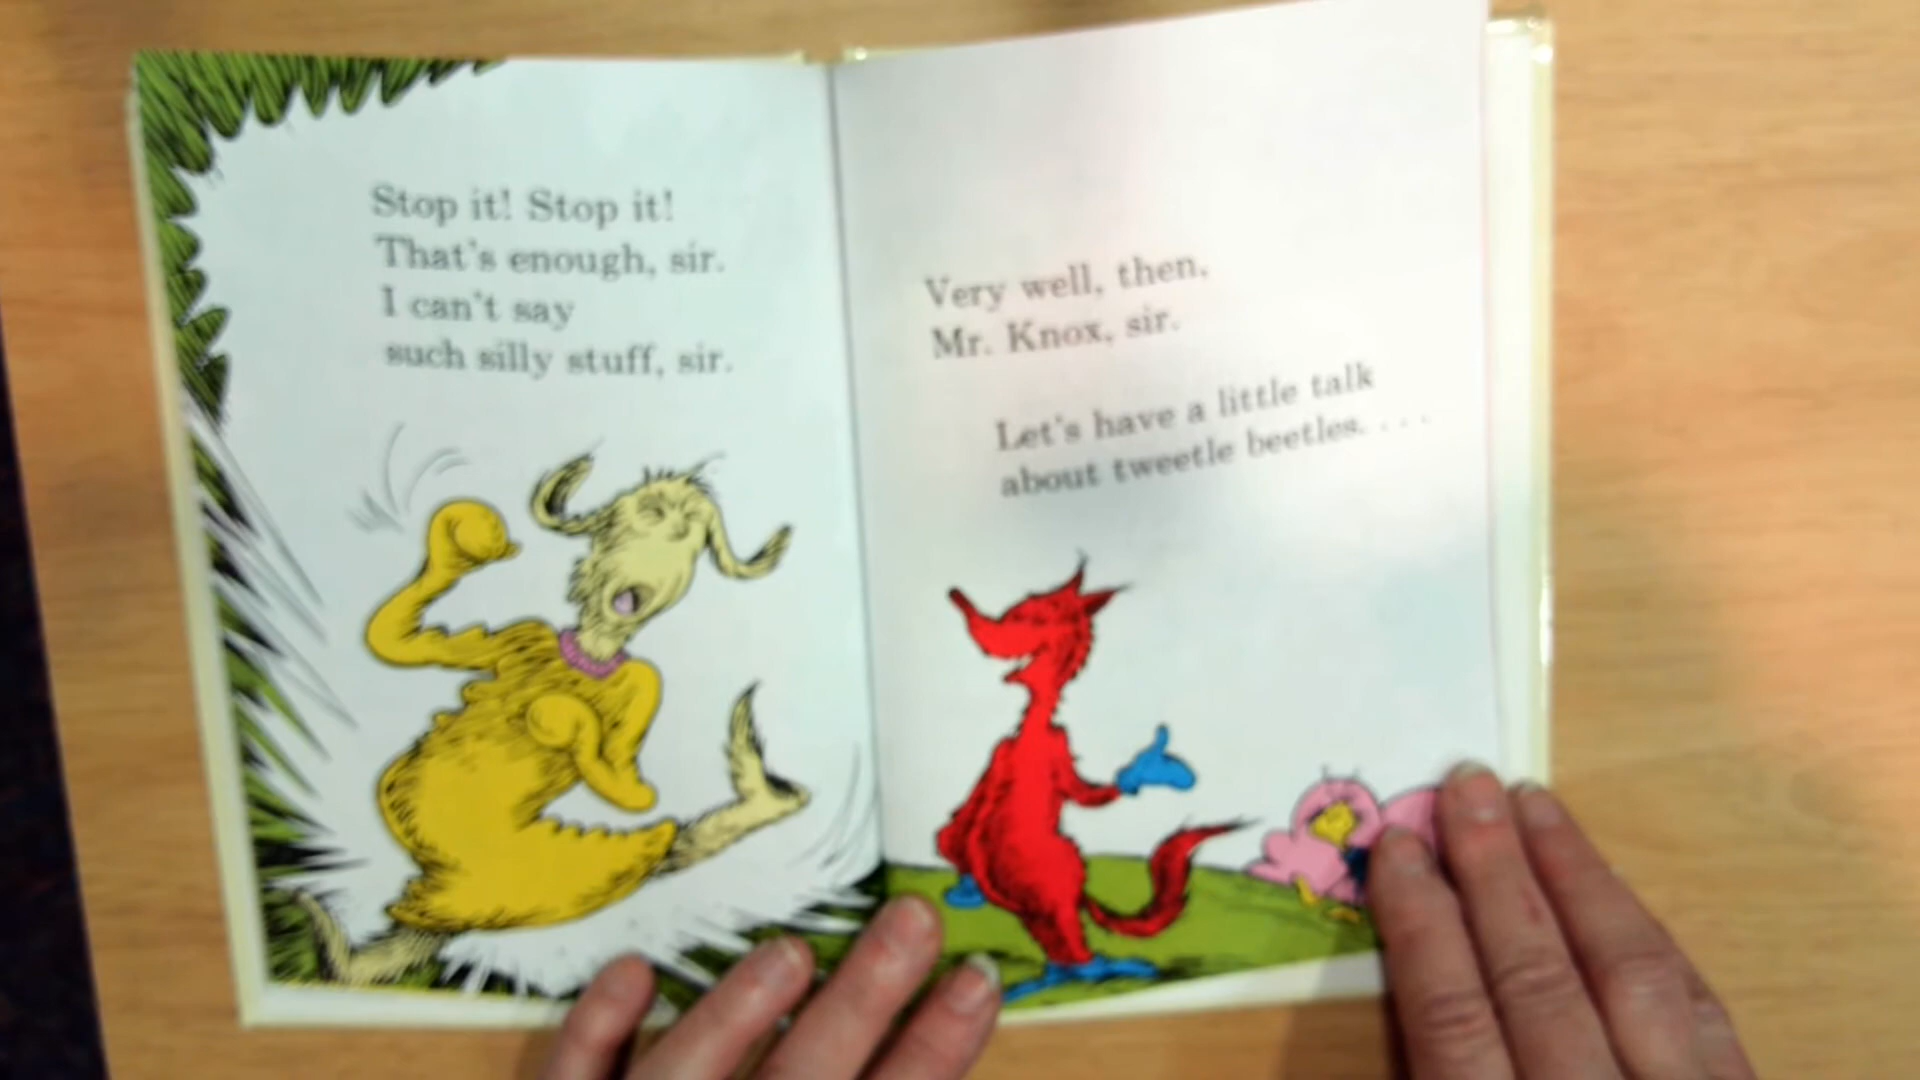 Stop it! Stop it!
That's enough, sir.
I can't say
such silly stuff, sir.
Very well, then,
Mr. Knox, sir.
Let's have a little talk
about tweetle beetles. . . .